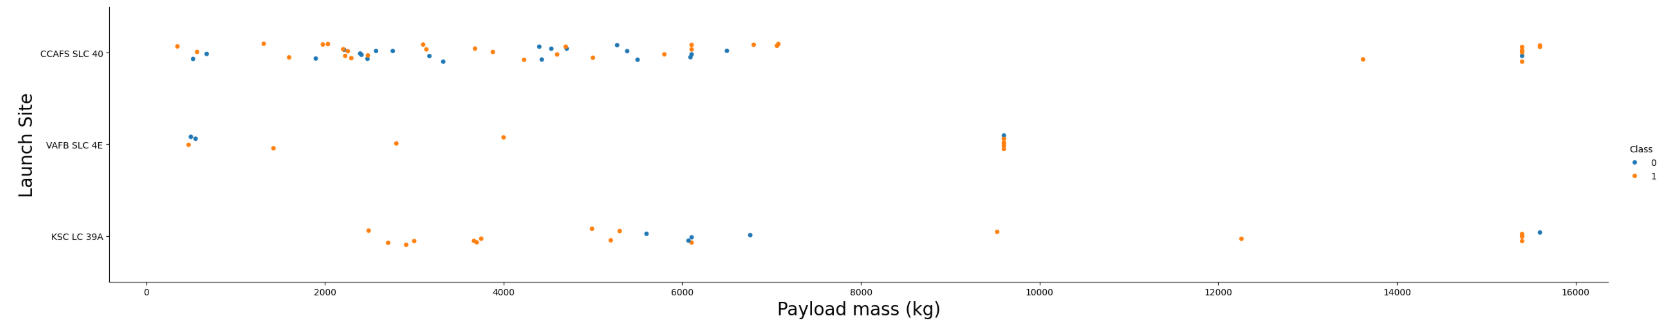 Launch Site
CCAFS SLC 40
VAFB SLC 4E
KSC LC 39A
0 2000 4000 6000 8000 10000 12000 14000 16000
Payload mass (kg)
Class
0
1